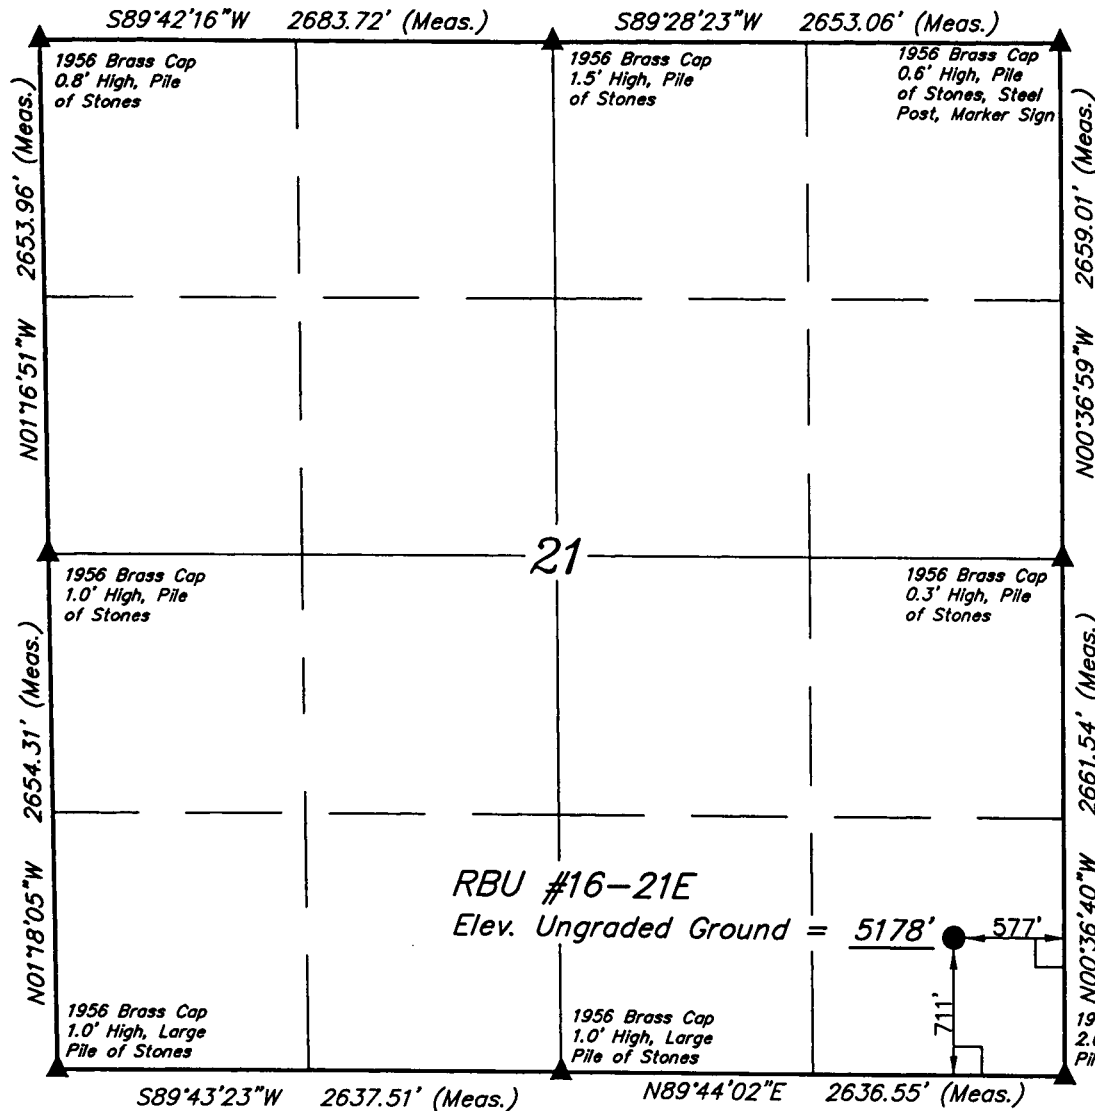 S89°42'16"W 2683.72' (Meas.)
S89°28'23"W 2653.06' (Meas.)
1956 Brass Cap
0.8' High, Pile
of Stones
1956 Brass Cap
1.5' High, Pile
of Stones
1956 Brass Cap
0.6' High, Pile
of Stones, Steel
Post, Marker Sign
N01°16'51"W 2653.96' (Meas.)
N00°36'59"W 2659.01' (Meas.)
21
1956 Brass Cap
1.0' High, Pile
of Stones
1956 Brass Cap
0.3' High, Pile
of Stones
N01°18'05"W 2654.31' (Meas.)
N00°36'40"W 2661.54' (Meas.)
RBU #16-21E
Elev. Ungraded Ground = 5178'
577'
711'
1956 Brass Cap
1.0' High, Large
Pile of Stones
1956 Brass Cap
1.0' High, Large
Pile of Stones
S89°43'23"W 2637.51' (Meas.)
N89°44'02"E 2636.55' (Meas.)